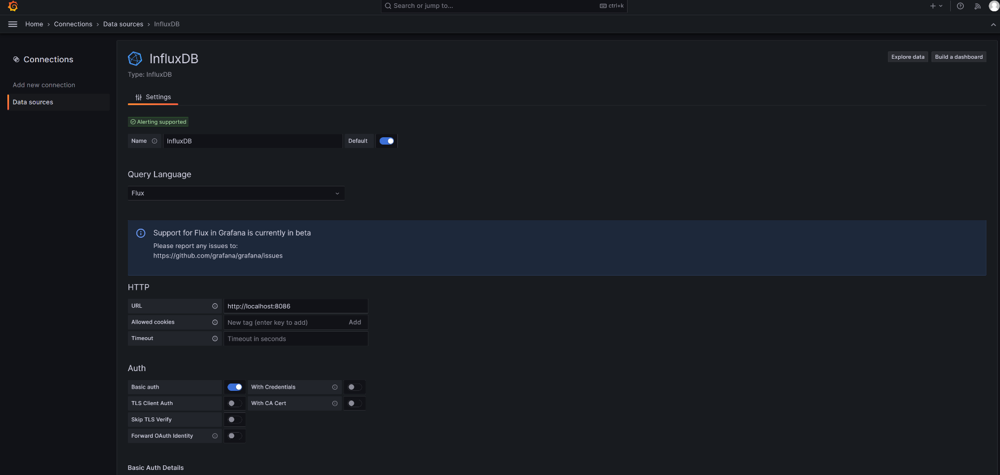 Search or jump to...
ctrl+k
Home › Connections › Data sources › InfluxDB
Connections
Add new connection
Data sources
InfluxDB
Type: InfluxDB
Explore data
Build a dashboard
Settings
Alerting supported
Name
InfluxDB
Default
Query Language
Flux
Support for Flux in Grafana is currently in beta
Please report any issues to:
https://github.com/grafana/grafana/issues
HTTP
URL
http://localhost:8086
Allowed cookies
New tag (enter key to add)
Add
Timeout
Timeout in seconds
Auth
Basic auth
With Credentials
TLS Client Auth
With CA Cert
Skip TLS Verify
Forward OAuth Identity
Basic Auth Details